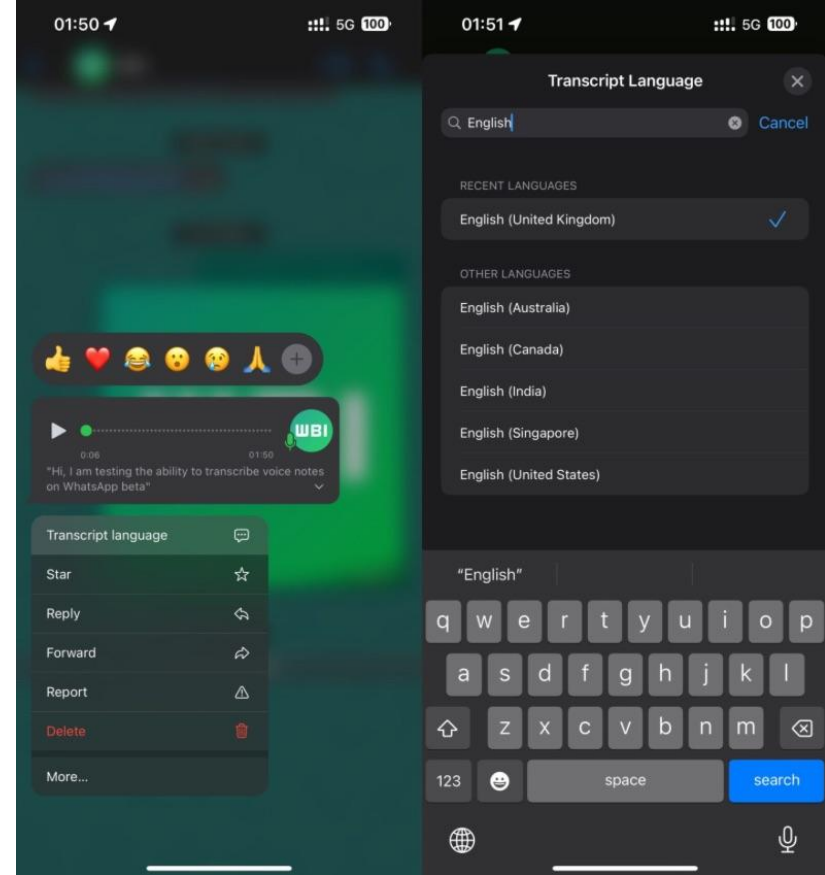 01:50
5G 100
0:06 01:50
"Hi, I am testing the ability to transcribe voice notes
on WhatsApp beta"
WBI
Transcript language
Star
Reply
Forward
Report
Delete
More...
01:51
5G 100
Transcript Language
English
Cancel
RECENT LANGUAGES
English (United Kingdom)
OTHER LANGUAGES
English (Australia)
English (Canada)
English (India)
English (Singapore)
English (United States)
"English"
q w e r t y u i o p
a s d f g h j k l
z x c v b n m
123 space search